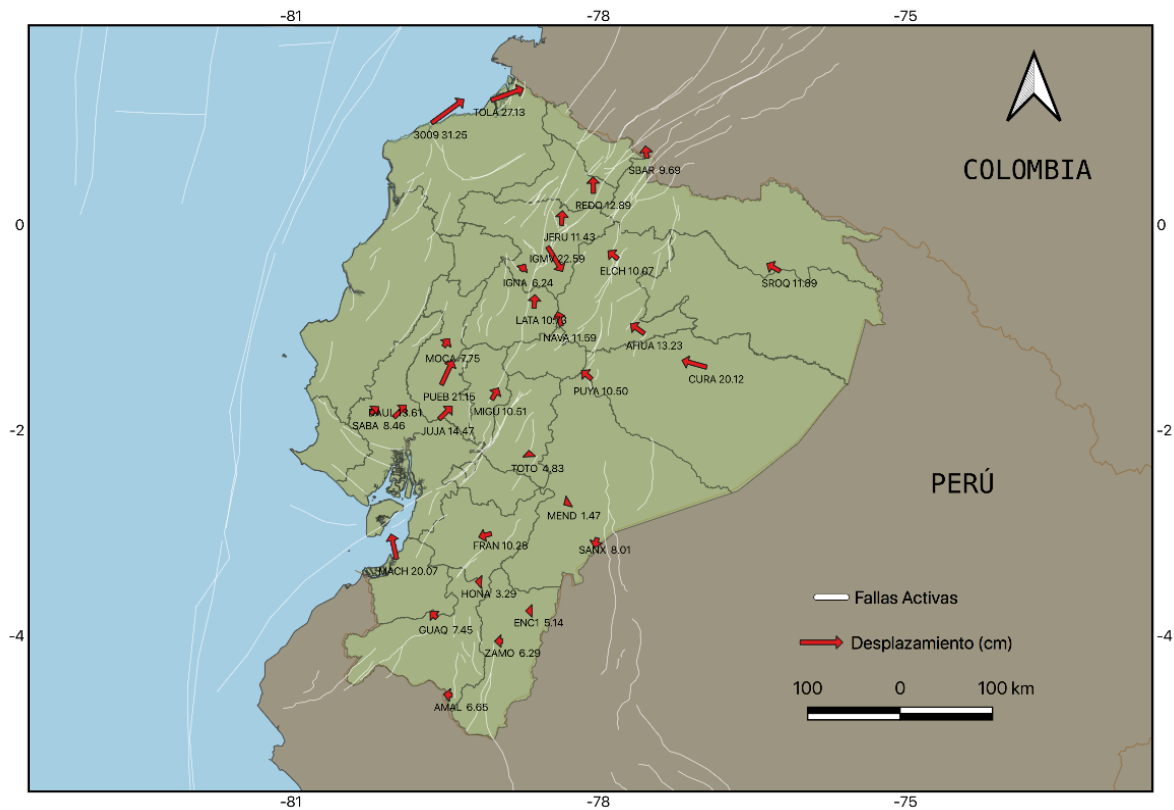 -81 -78 -75
TOLA 27.13
3009 31.25
COLOMBIA
SBAR 9.69
REDO 12.89
0 0
JERU 11.43
IGMV 22.59
ELCH 10.07
IGNA 6.24
SROQ 11.89
LATA 10.73
NAVA 11.59
AHUA 13.23
MOCA 7.75
CURA 20.12
PUYA 10.50
PUEB 21.15
MIGU 10.51
DAUL 13.61
SABA 8.46
JUJA 14.47
-2 -2
TOTO 4.83
PERÚ
MEND 1.47
FRAN 10.28
SANX 8.01
MACH 20.07
HONA 3.29
Fallas Activas
ENC1 5.14
GUAQ 7.45
-4 -4
Desplazamiento (cm)
ZAMO 6.29
100 0 100 km
AMAL 6.65
-81 -78 -75